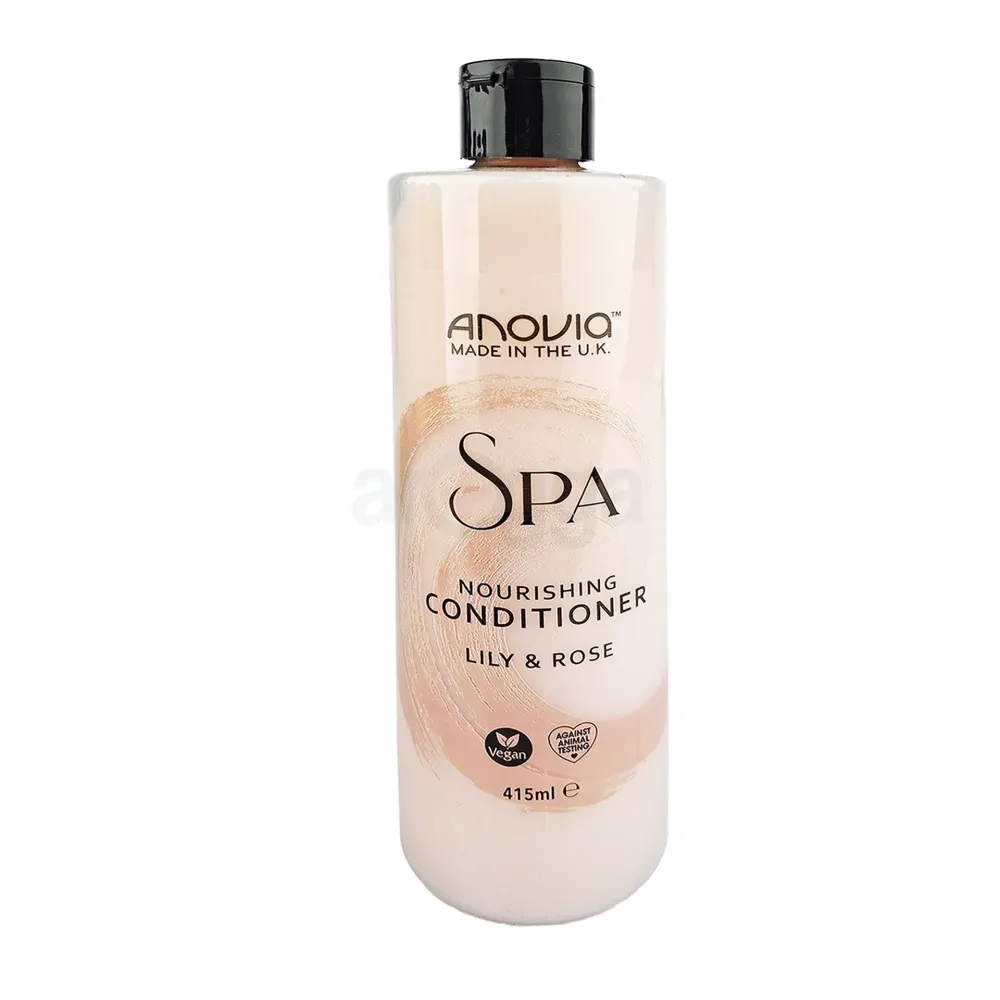 ANOVIA™
MADE IN THE U.K.
SPA
NOURISHING
CONDITIONER
LILY & ROSE
Vegan
AGAINST
ANIMAL
TESTING
415ml ℮